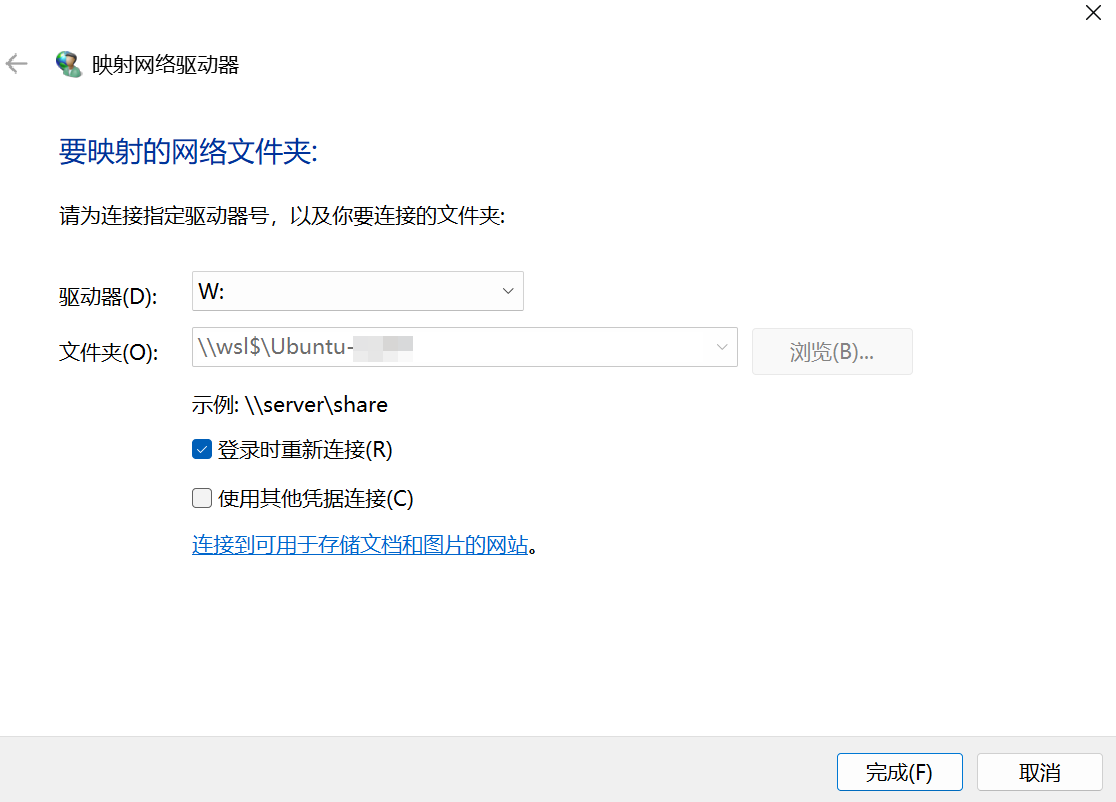 映射网络驱动器
要映射的网络文件夹:
请为连接指定驱动器号，以及你要连接的文件夹:
驱动器(D): W:
文件夹(O): \\wsl$\Ubuntu- 浏览(B)...
示例: \\server\share
登录时重新连接(R)
使用其他凭据连接(C)
连接到可用于存储文档和图片的网站。
完成(F) 取消